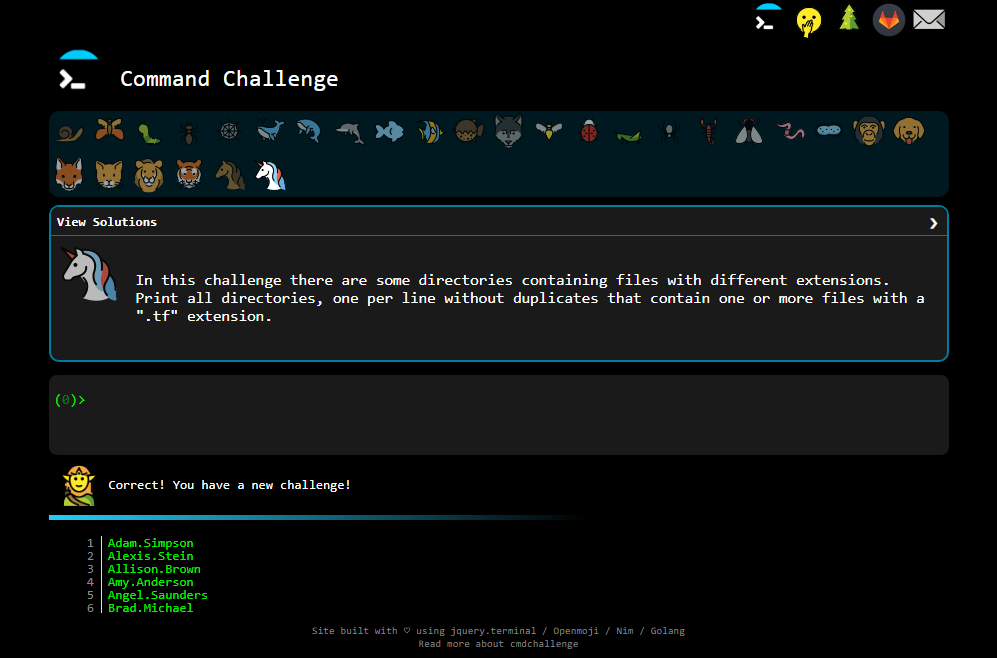 Command Challenge
View Solutions
In this challenge there are some directories containing files with different extensions.
Print all directories, one per line without duplicates that contain one or more files with a
".tf" extension.
(0)>
Correct! You have a new challenge!
1 Adam.Simpson
2 Alexis.Stein
3 Allison.Brown
4 Amy.Anderson
5 Angel.Saunders
6 Brad.Michael
Site built with ♡ using jquery.terminal / Openmoji / Nim / Golang
Read more about cmdchallenge